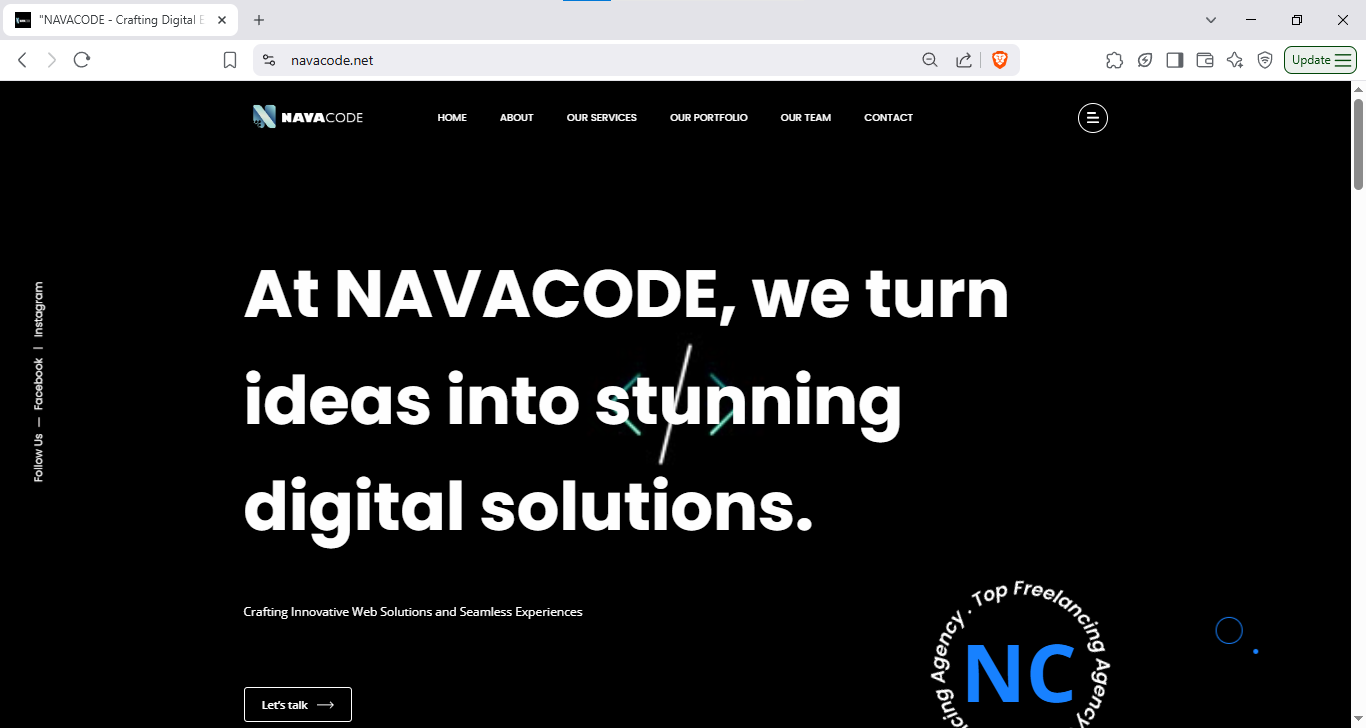 "NAVACODE - Crafting Digital E
navacode.net
Update
NAVACODE
HOME ABOUT OUR SERVICES OUR PORTFOLIO OUR TEAM CONTACT
Follow Us — Facebook | Instagram
At NAVACODE, we turn
ideas into stunning
digital solutions.
Crafting Innovative Web Solutions and Seamless Experiences
Let's talk
Agency . Top Freelancing Agency
NC